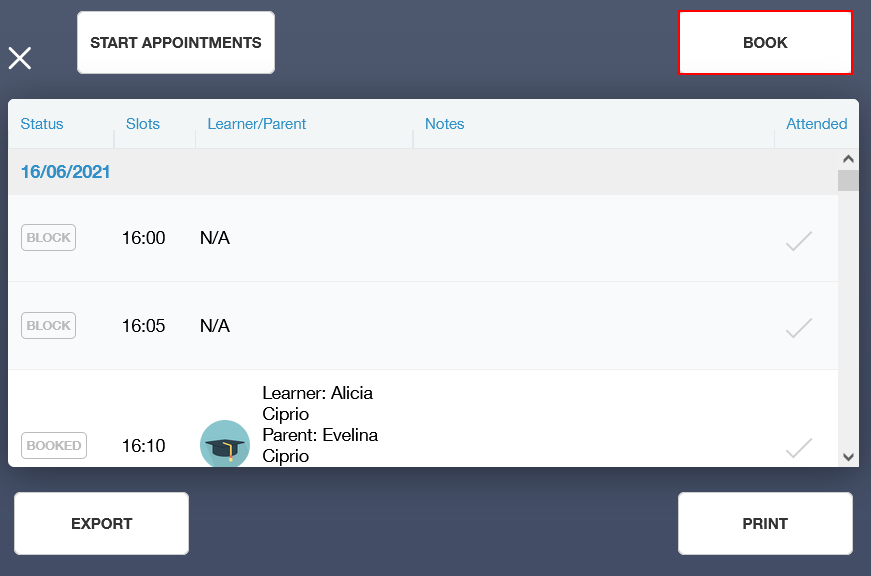 START APPOINTMENTS
BOOK
Status Slots Learner/Parent Notes Attended
16/06/2021
BLOCK 16:00 N/A
BLOCK 16:05 N/A
Learner: Alicia
Ciprio
Parent: Evelina
BOOKED 16:10
Ciprio
EXPORT
PRINT